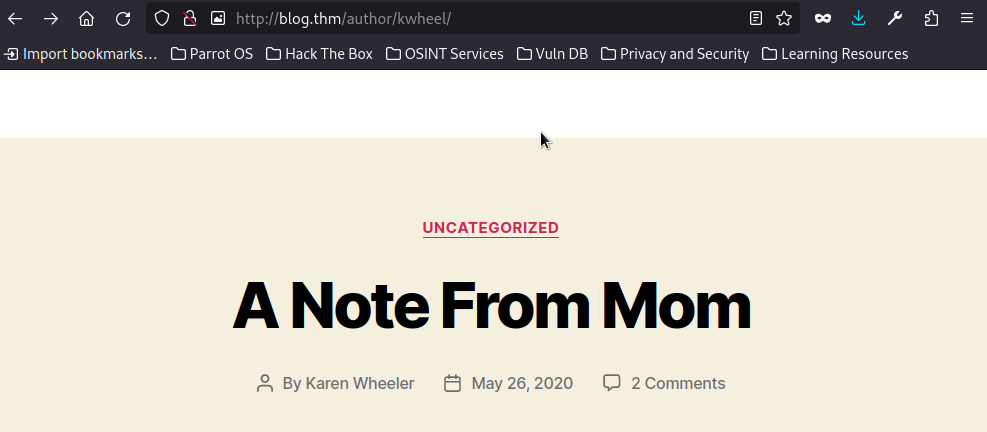 http://blog.thm/author/kwheel/
Import bookmarks... Parrot OS Hack The Box OSINT Services Vuln DB Privacy and Security Learning Resources
UNCATEGORIZED
A Note From Mom
By Karen Wheeler May 26, 2020 2 Comments